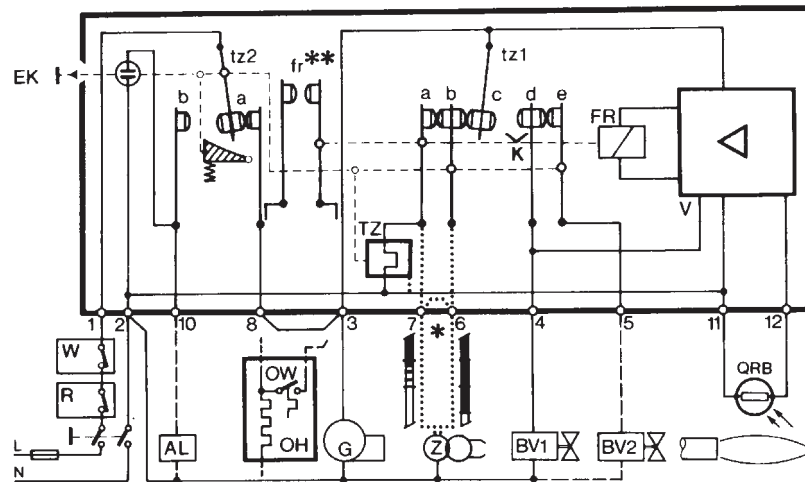 tz2
fr**
tz1
EK
b
a
a
b
c
d
e
FR
K
V
TZ
1
2
10
8
3
7
*
6
4
5
11
12
W
R
OW
OH
QRB
L
N
AL
G
Z
BV1
BV2